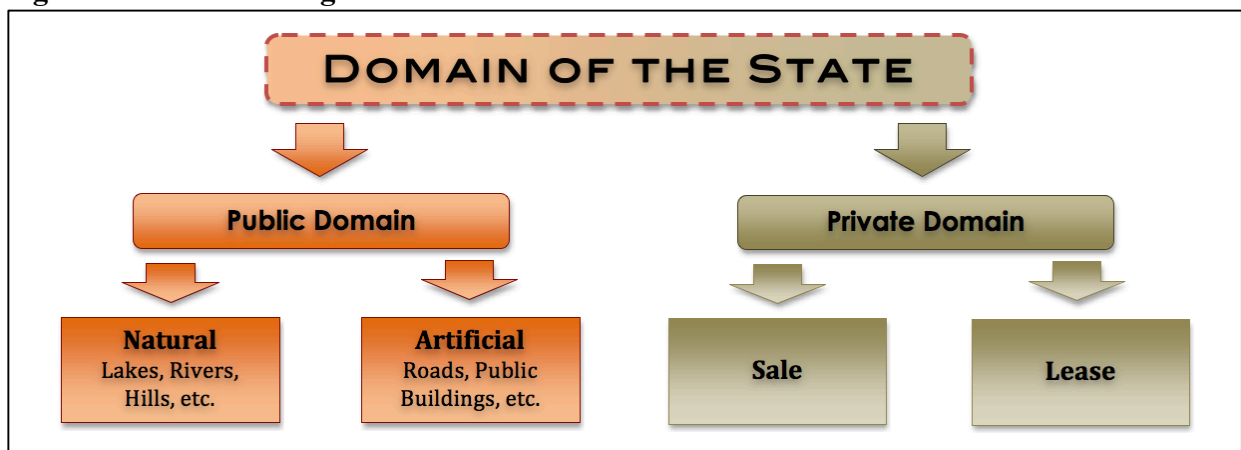 DOMAIN OF THE STATE
Public Domain
Private Domain
Natural
Lakes, Rivers,
Hills, etc.
Artificial
Roads, Public
Buildings, etc.
Sale
Lease